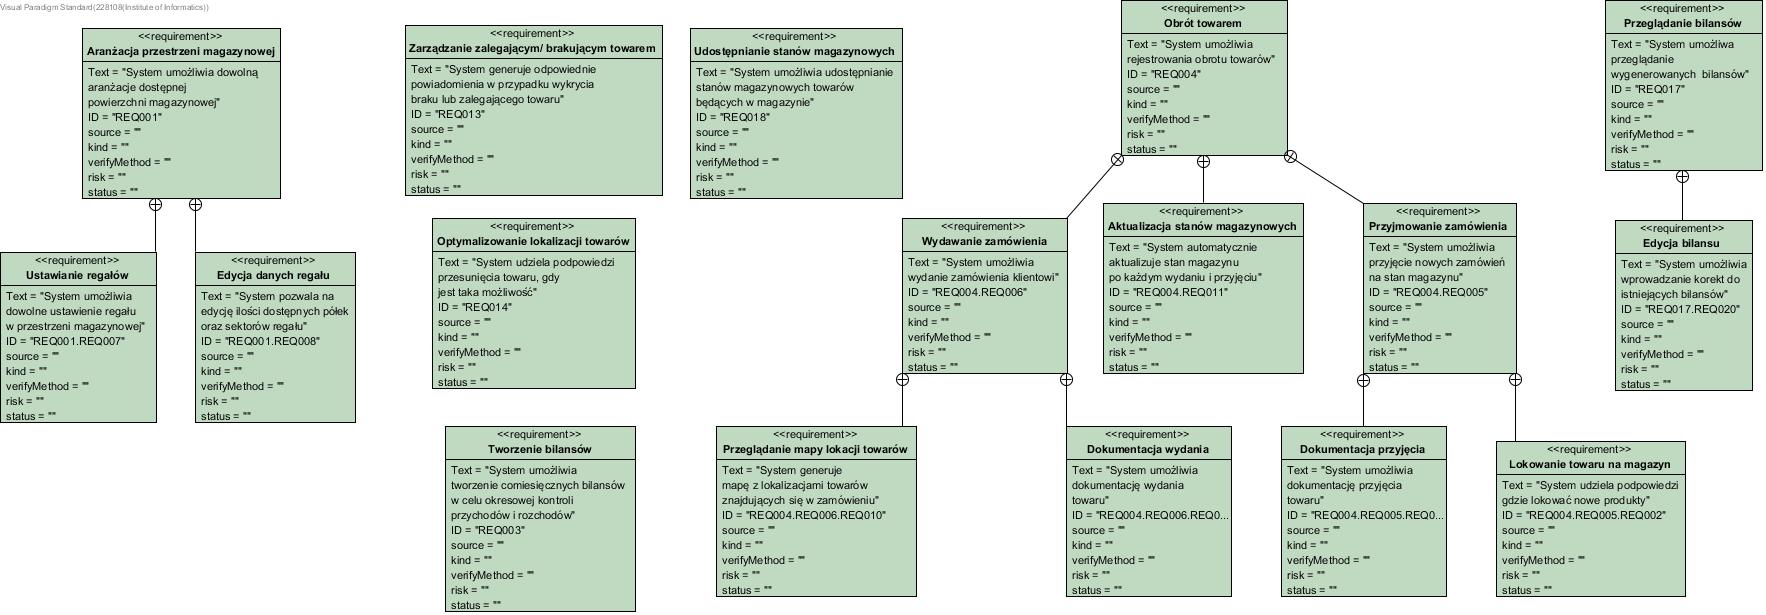 Visual Paradigm Standard(228108(Institute of Informatics))
<<requirement>>
Aranżacja przestrzeni magazynowej
Text = "System umożliwia dowolną
aranżacje dostępnej
powierzchni magazynowej"
ID = "REQ001"
source = ""
kind = ""
verifyMethod = ""
risk = ""
status = ""
<<requirement>>
Zarządzanie zalegającym/ brakującym towarem
Text = "System generuje odpowiednie
powiadomienia w przypadku wykrycia
braku lub zalegającego towaru"
ID = "REQ013"
source = ""
kind = ""
verifyMethod = ""
risk = ""
status = ""
<<requirement>>
Udostępnianie stanów magazynowych
Text = "System umożliwia udostępnianie
stanów magazynowych towarów
będących w magazynie"
ID = "REQ018"
source = ""
kind = ""
verifyMethod = ""
risk = ""
status = ""
<<requirement>>
Obrót towarem
Text = "System umożliwia
rejestrowania obrotu towarów"
ID = "REQ004"
source = ""
kind = ""
verifyMethod = ""
risk = ""
status = ""
<<requirement>>
Przeglądanie bilansów
Text = "System umożliwa
przeglądanie
wygenerowanych  bilansów"
ID = "REQ017"
source = ""
kind = ""
verifyMethod = ""
risk = ""
status = ""
<<requirement>>
Ustawianie regałów
Text = "System umożliwia
dowolne ustawienie regału
w przestrzeni magazynowej"
ID = "REQ001.REQ007"
source = ""
kind = ""
verifyMethod = ""
risk = ""
status = ""
<<requirement>>
Edycja danych regału
Text = "System pozwala na
edycję ilości dostępnych półek
oraz sektorów regału"
ID = "REQ001.REQ008"
source = ""
kind = ""
verifyMethod = ""
risk = ""
status = ""
<<requirement>>
Optymalizowanie lokalizacji towarów
Text = "System udziela podpowiedzi
przesunięcia towaru, gdy
jest taka możliwość"
ID = "REQ014"
source = ""
kind = ""
verifyMethod = ""
risk = ""
status = ""
<<requirement>>
Wydawanie zamówienia
Text = "System umożliwia
wydanie zamówienia klientowi"
ID = "REQ004.REQ006"
source = ""
kind = ""
verifyMethod = ""
risk = ""
status = ""
<<requirement>>
Aktualizacja stanów magazynowych
Text = "System automatycznie
aktualizuje stan magazynu
po każdym wydaniu i przyjęciu"
ID = "REQ004.REQ011"
source = ""
kind = ""
verifyMethod = ""
risk = ""
status = ""
<<requirement>>
Przyjmowanie zamówienia
Text = "System umożliwia
przyjęcie nowych zamówień
na stan magazynu"
ID = "REQ004.REQ005"
source = ""
kind = ""
verifyMethod = ""
risk = ""
status = ""
<<requirement>>
Edycja bilansu
Text = "System umożliwia
wprowadzanie korekt do
istniejących bilansów"
ID = "REQ017.REQ020"
source = ""
kind = ""
verifyMethod = ""
risk = ""
status = ""
<<requirement>>
Tworzenie bilansów
Text = "System umożliwia
tworzenie comiesięcznych bilansów
w celu okresowej kontroli
przychodów i rozchodów"
ID = "REQ003"
source = ""
kind = ""
verifyMethod = ""
risk = ""
status = ""
<<requirement>>
Przeglądanie mapy lokacji towarów
Text = "System generuje
mapę z lokalizacjami towarów
znajdujących się w zamówieniu"
ID = "REQ004.REQ006.REQ010"
source = ""
kind = ""
verifyMethod = ""
risk = ""
status = ""
<<requirement>>
Dokumentacja wydania
Text = "System umożliwia
dokumentację wydania
towaru"
ID = "REQ004.REQ006.REQ0...
source = ""
kind = ""
verifyMethod = ""
risk = ""
status = ""
<<requirement>>
Dokumentacja przyjęcia
Text = "System umożliwia
dokumentację przyjęcia
towaru"
ID = "REQ004.REQ005.REQ0...
source = ""
kind = ""
verifyMethod = ""
risk = ""
status = ""
<<requirement>>
Lokowanie towaru na magazyn
Text = "System udziela podpowiedzi
gdzie lokować nowe produkty"
ID = "REQ004.REQ005.REQ002"
source = ""
kind = ""
verifyMethod = ""
risk = ""
status = ""